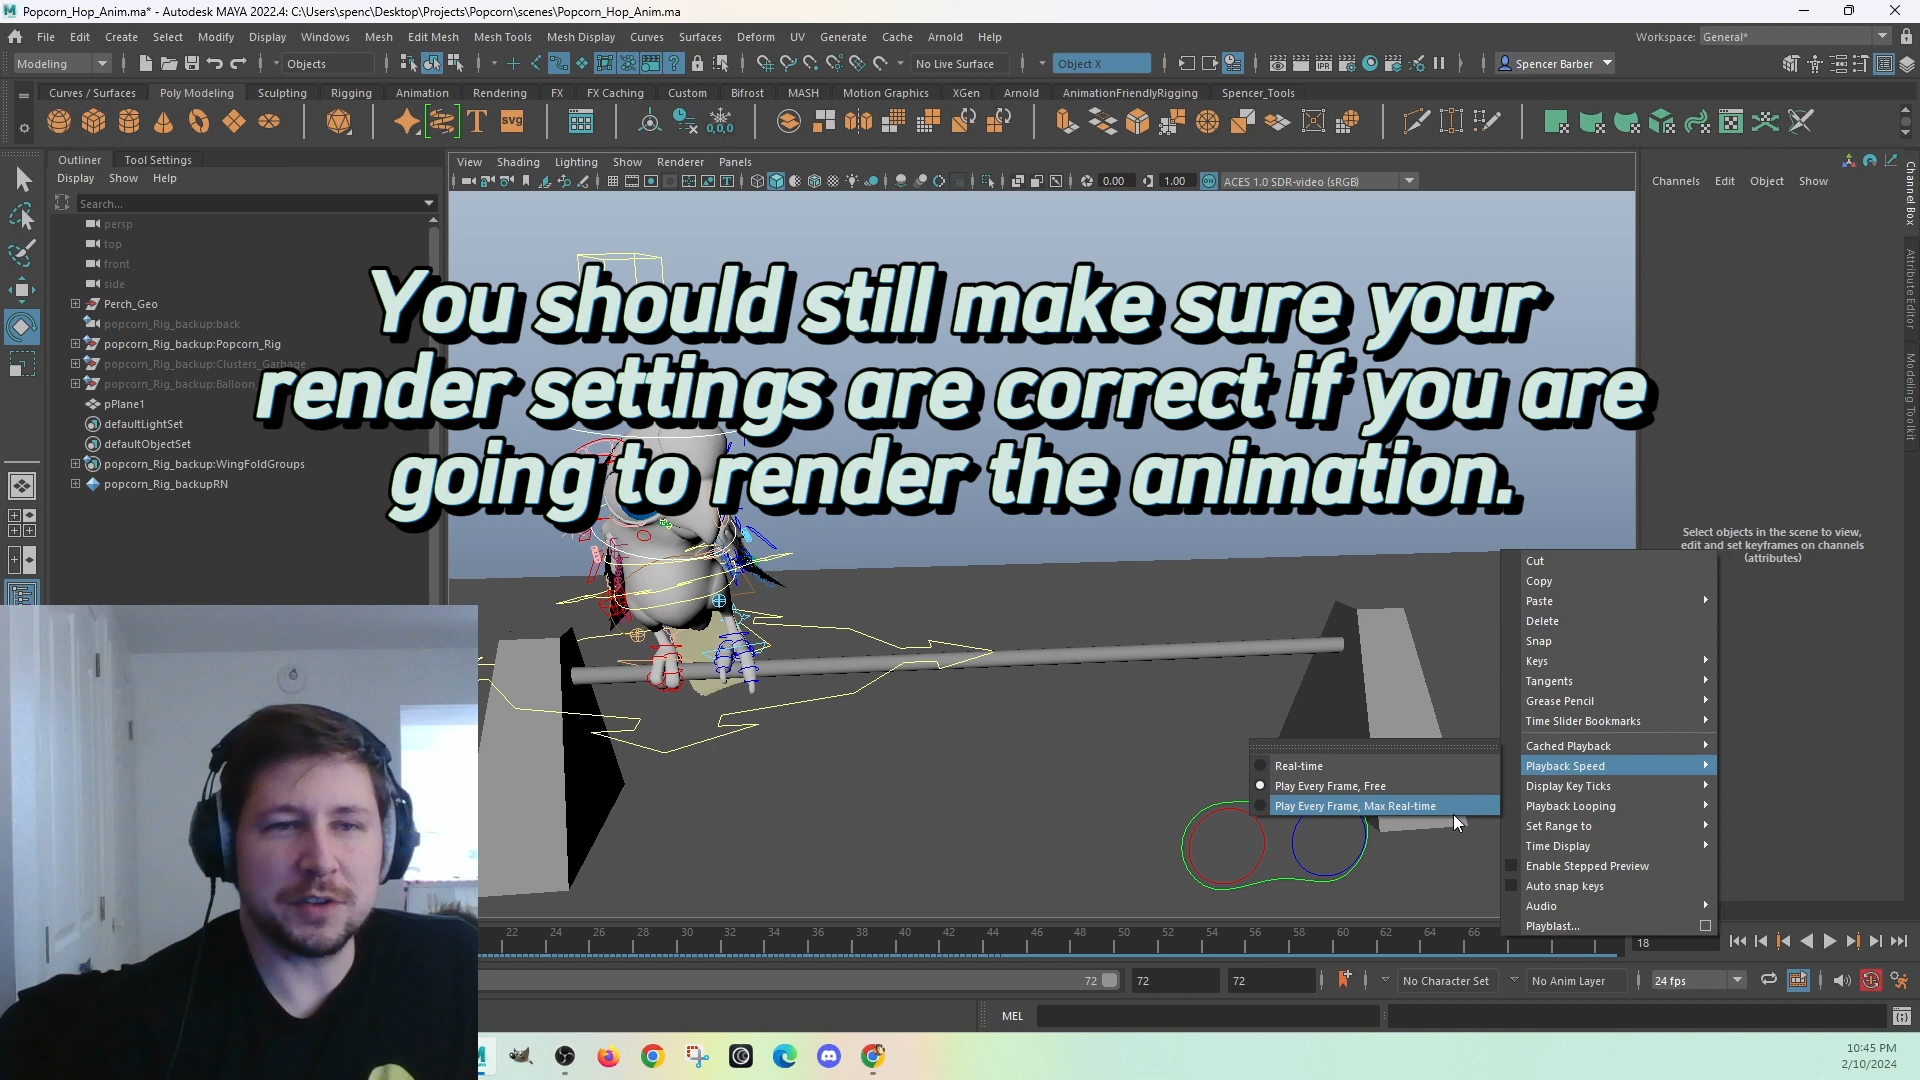 Popcorn_Hop_Anim.ma* - Autodesk MAYA 2022.4: C:\Users\spenc\Desktop\Projects\Popcorn\scenes\Popcorn_Hop_Anim.ma
File Edit Create Select Modify Display Windows Mesh Edit Mesh Mesh Tools Mesh Display Curves Surfaces Deform UV Generate Cache Arnold Help
Workspace: General*
Modeling Objects No Live Surface Object X Spencer Barber
Curves / Surfaces Poly Modeling Sculpting Rigging Animation Rendering FX FX Caching Custom Bifrost MASH Motion Graphics XGen Arnold AnimationFriendlyRigging Spencer_Tools
T svg 0,0,0
IPR
Outliner Tool Settings
Display Show Help
Search...
persp
top
front
side
Perch_Geo
popcorn_Rig_backup:back
popcorn_Rig_backup:Popcorn_Rig
popcorn_Rig_backup:Clusters_Garbage
popcorn_Rig_backup:Balloon
pPlane1
defaultLightSet
defaultObjectSet
popcorn_Rig_backup:WingFoldGroups
popcorn_Rig_backupRN
View Shading Lighting Show Renderer Panels
0.00 1.00 ACES 1.0 SDR-video (sRGB)
You should still make sure your
render settings are correct if you are
going to render the animation.
Channels Edit Object Show
Channel Box
Attribute Editor
Modeling Toolkit
Select objects in the scene to view,
edit and set keyframes on channels
(attributes)
Cut
Copy
Paste
Delete
Snap
Keys
Tangents
Grease Pencil
Time Slider Bookmarks
Cached Playback
Playback Speed
Display Key Ticks
Playback Looping
Set Range to
Time Display
Enable Stepped Preview
Auto snap keys
Audio
Playblast...
Real-time
Play Every Frame, Free
Play Every Frame, Max Real-time
22 24 26 28 30 32 34 36 38 40 42 44 46 48 50 52 54 56 58 60 62 64 66
18
72 72 72 No Character Set No Anim Layer 24 fps
MEL
10:45 PM
2/10/2024